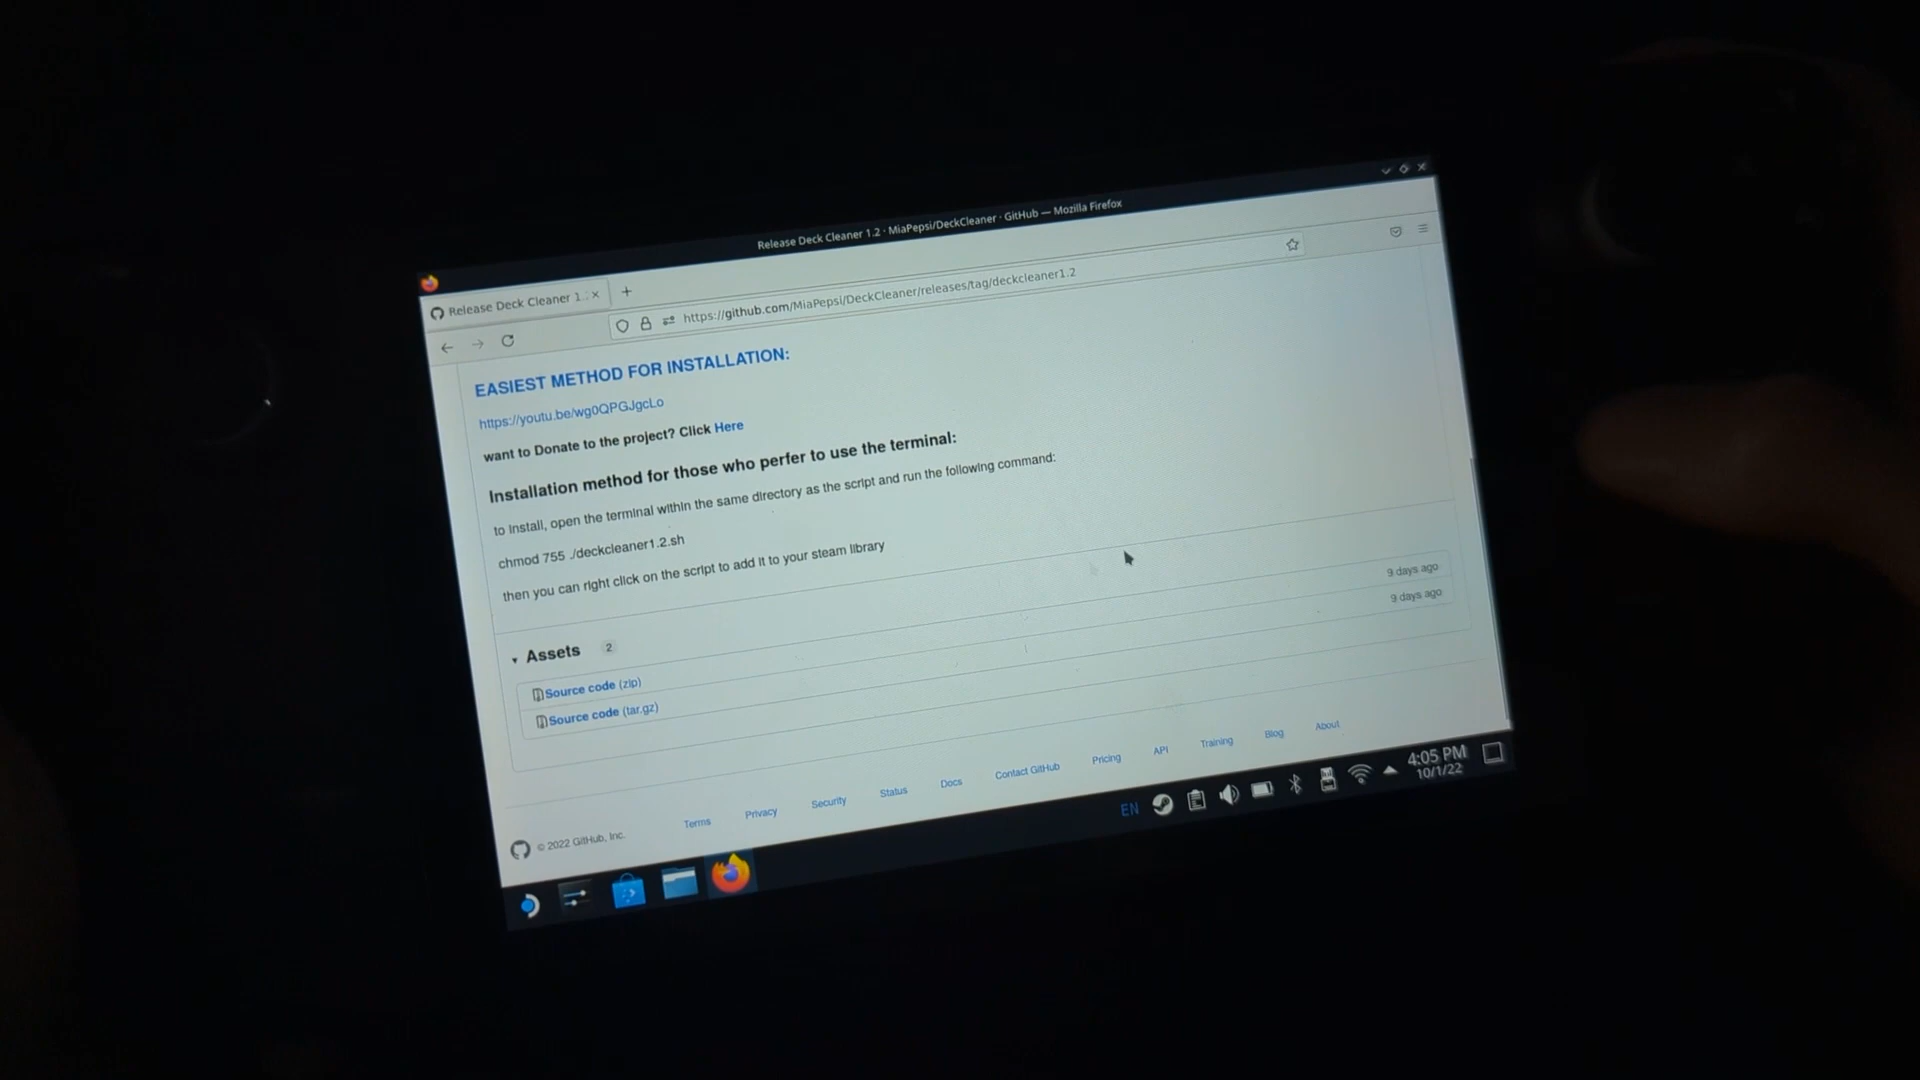 Release Deck Cleaner 1.2 · MiaPepsi/DeckCleaner · GitHub — Mozilla Firefox
Release Deck Cleaner 1.
https://github.com/MiaPepsi/DeckCleaner/releases/tag/deckcleaner1.2
EASIEST METHOD FOR INSTALLATION:
https://youtu.be/wg0QPGJgcLo
want to Donate to the project? Click Here
Installation method for those who perfer to use the terminal:
to install, open the terminal within the same directory as the script and run the following command:
chmod 755 ./deckcleaner1.2.sh
then you can right click on the script to add it to your steam library
Assets 2
Source code (zip) 9 days ago
Source code (tar.gz) 9 days ago
© 2022 GitHub, Inc. Terms Privacy Security Status Docs Contact GitHub Pricing API Training Blog About
EN 4:05 PM
10/1/22